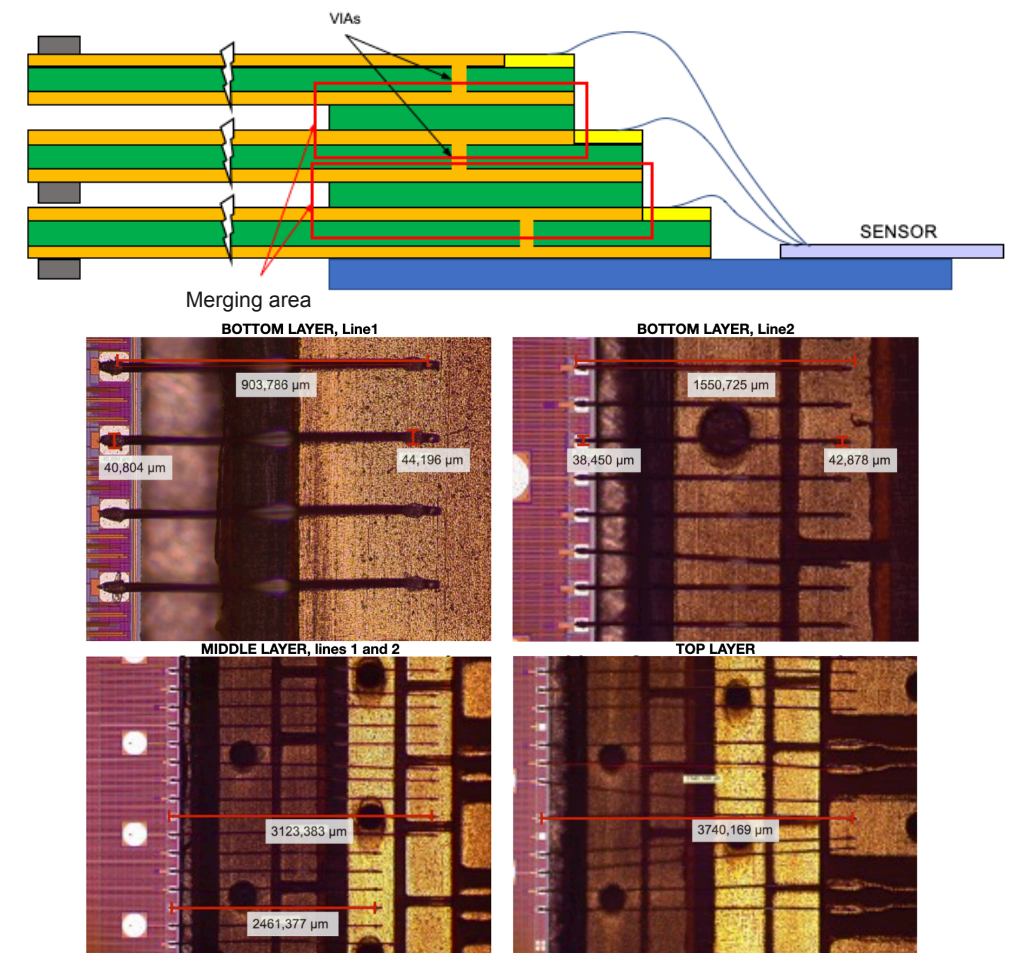 VIAs
SENSOR
Merging area
BOTTOM LAYER, Line1
BOTTOM LAYER, Line2
903,786 µm
1550,725 µm
40,804 µm
44,196 µm
38,450 µm
42,878 µm
MIDDLE LAYER, lines 1 and 2
TOP LAYER
3123,383 µm
3740,169 µm
2461,377 µm